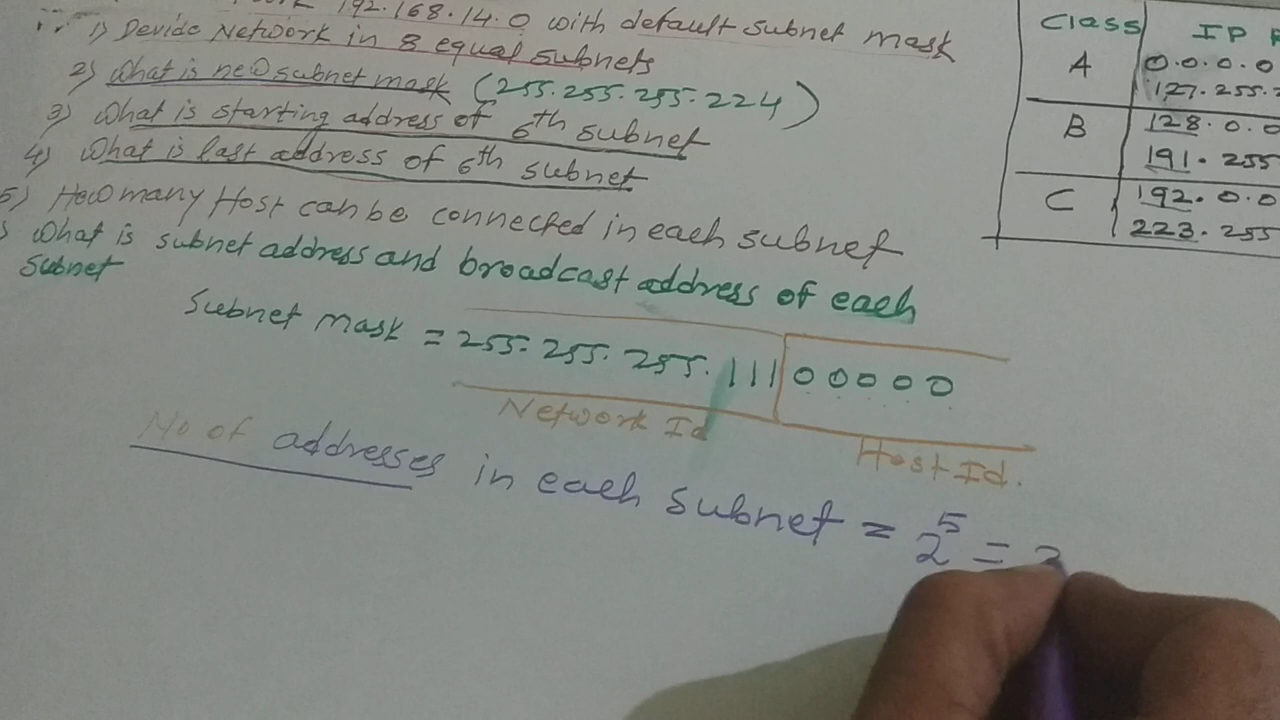 192.168.14.0 with default subnet mask
1) Devide Network in 8 equal subnets
2) What is new subnet mask (255.255.255.224)
3) What is starting address of 6th subnet
4) What is last address of 6th subnet
5) How many Host can be connected in each subnet
What is subnet address and broadcast address of each
subnet
Subnet mask = 255.255.255.11100000
Network Id
Host Id.
No of addresses in each subnet = 2^5 =
Class IP
A 0.0.0.0
127.255.
B 128.0.0
191.255
C 192.0.0
223.255